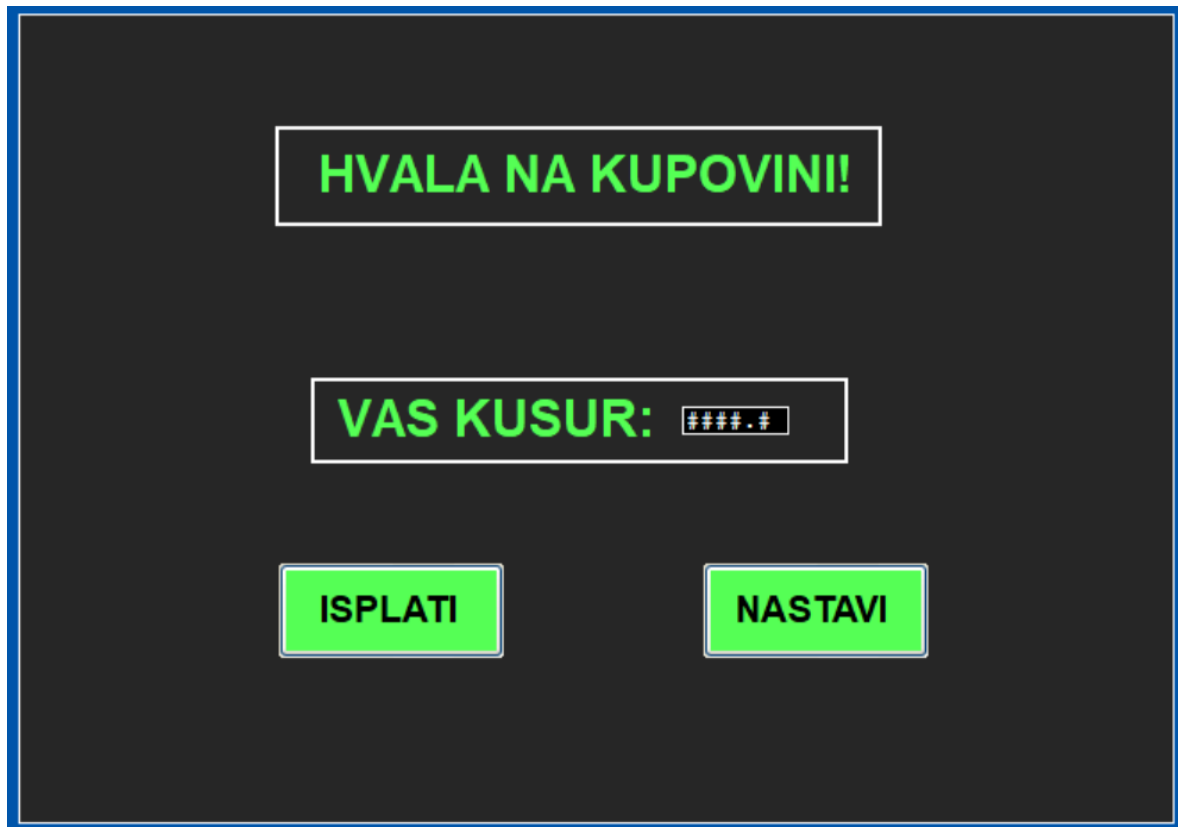 HVALA NA KUPOVINI!
VAS KUSUR: ####.#
ISPLATI
NASTAVI